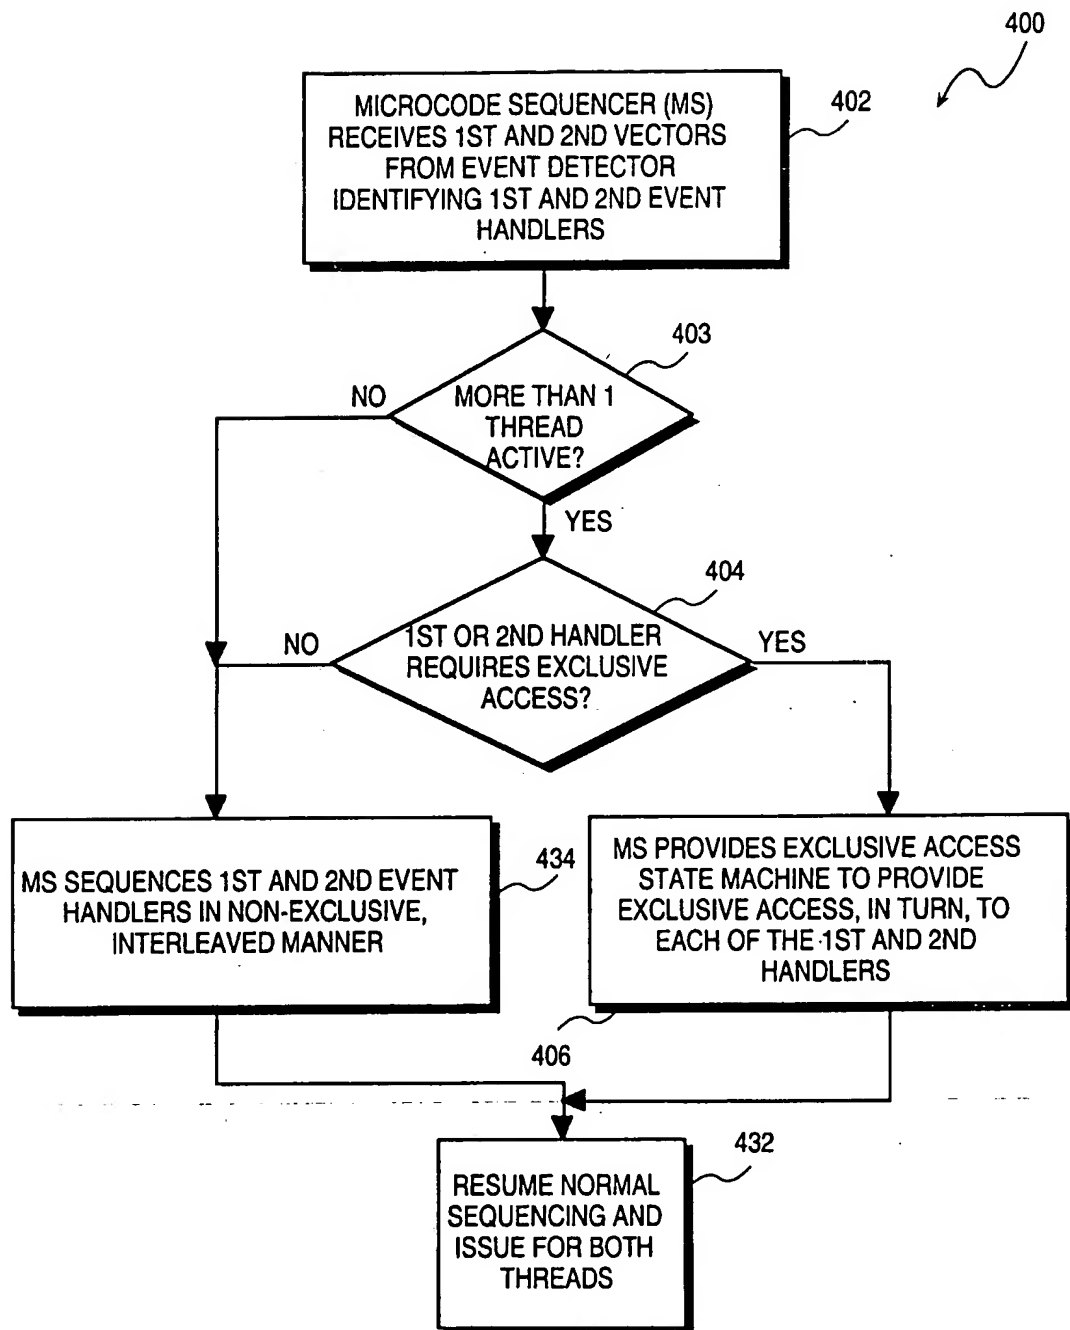 400
MICROCODE SEQUENCER (MS)
RECEIVES 1ST AND 2ND VECTORS
FROM EVENT DETECTOR
IDENTIFYING 1ST AND 2ND EVENT
HANDLERS
402
403
NO
MORE THAN 1
THREAD
ACTIVE?
YES
404
NO
1ST OR 2ND HANDLER
REQUIRES EXCLUSIVE
ACCESS?
YES
MS SEQUENCES 1ST AND 2ND EVENT
HANDLERS IN NON-EXCLUSIVE,
INTERLEAVED MANNER
434
MS PROVIDES EXCLUSIVE ACCESS
STATE MACHINE TO PROVIDE
EXCLUSIVE ACCESS, IN TURN, TO
EACH OF THE 1ST AND 2ND
HANDLERS
406
RESUME NORMAL
SEQUENCING AND
ISSUE FOR BOTH
THREADS
432